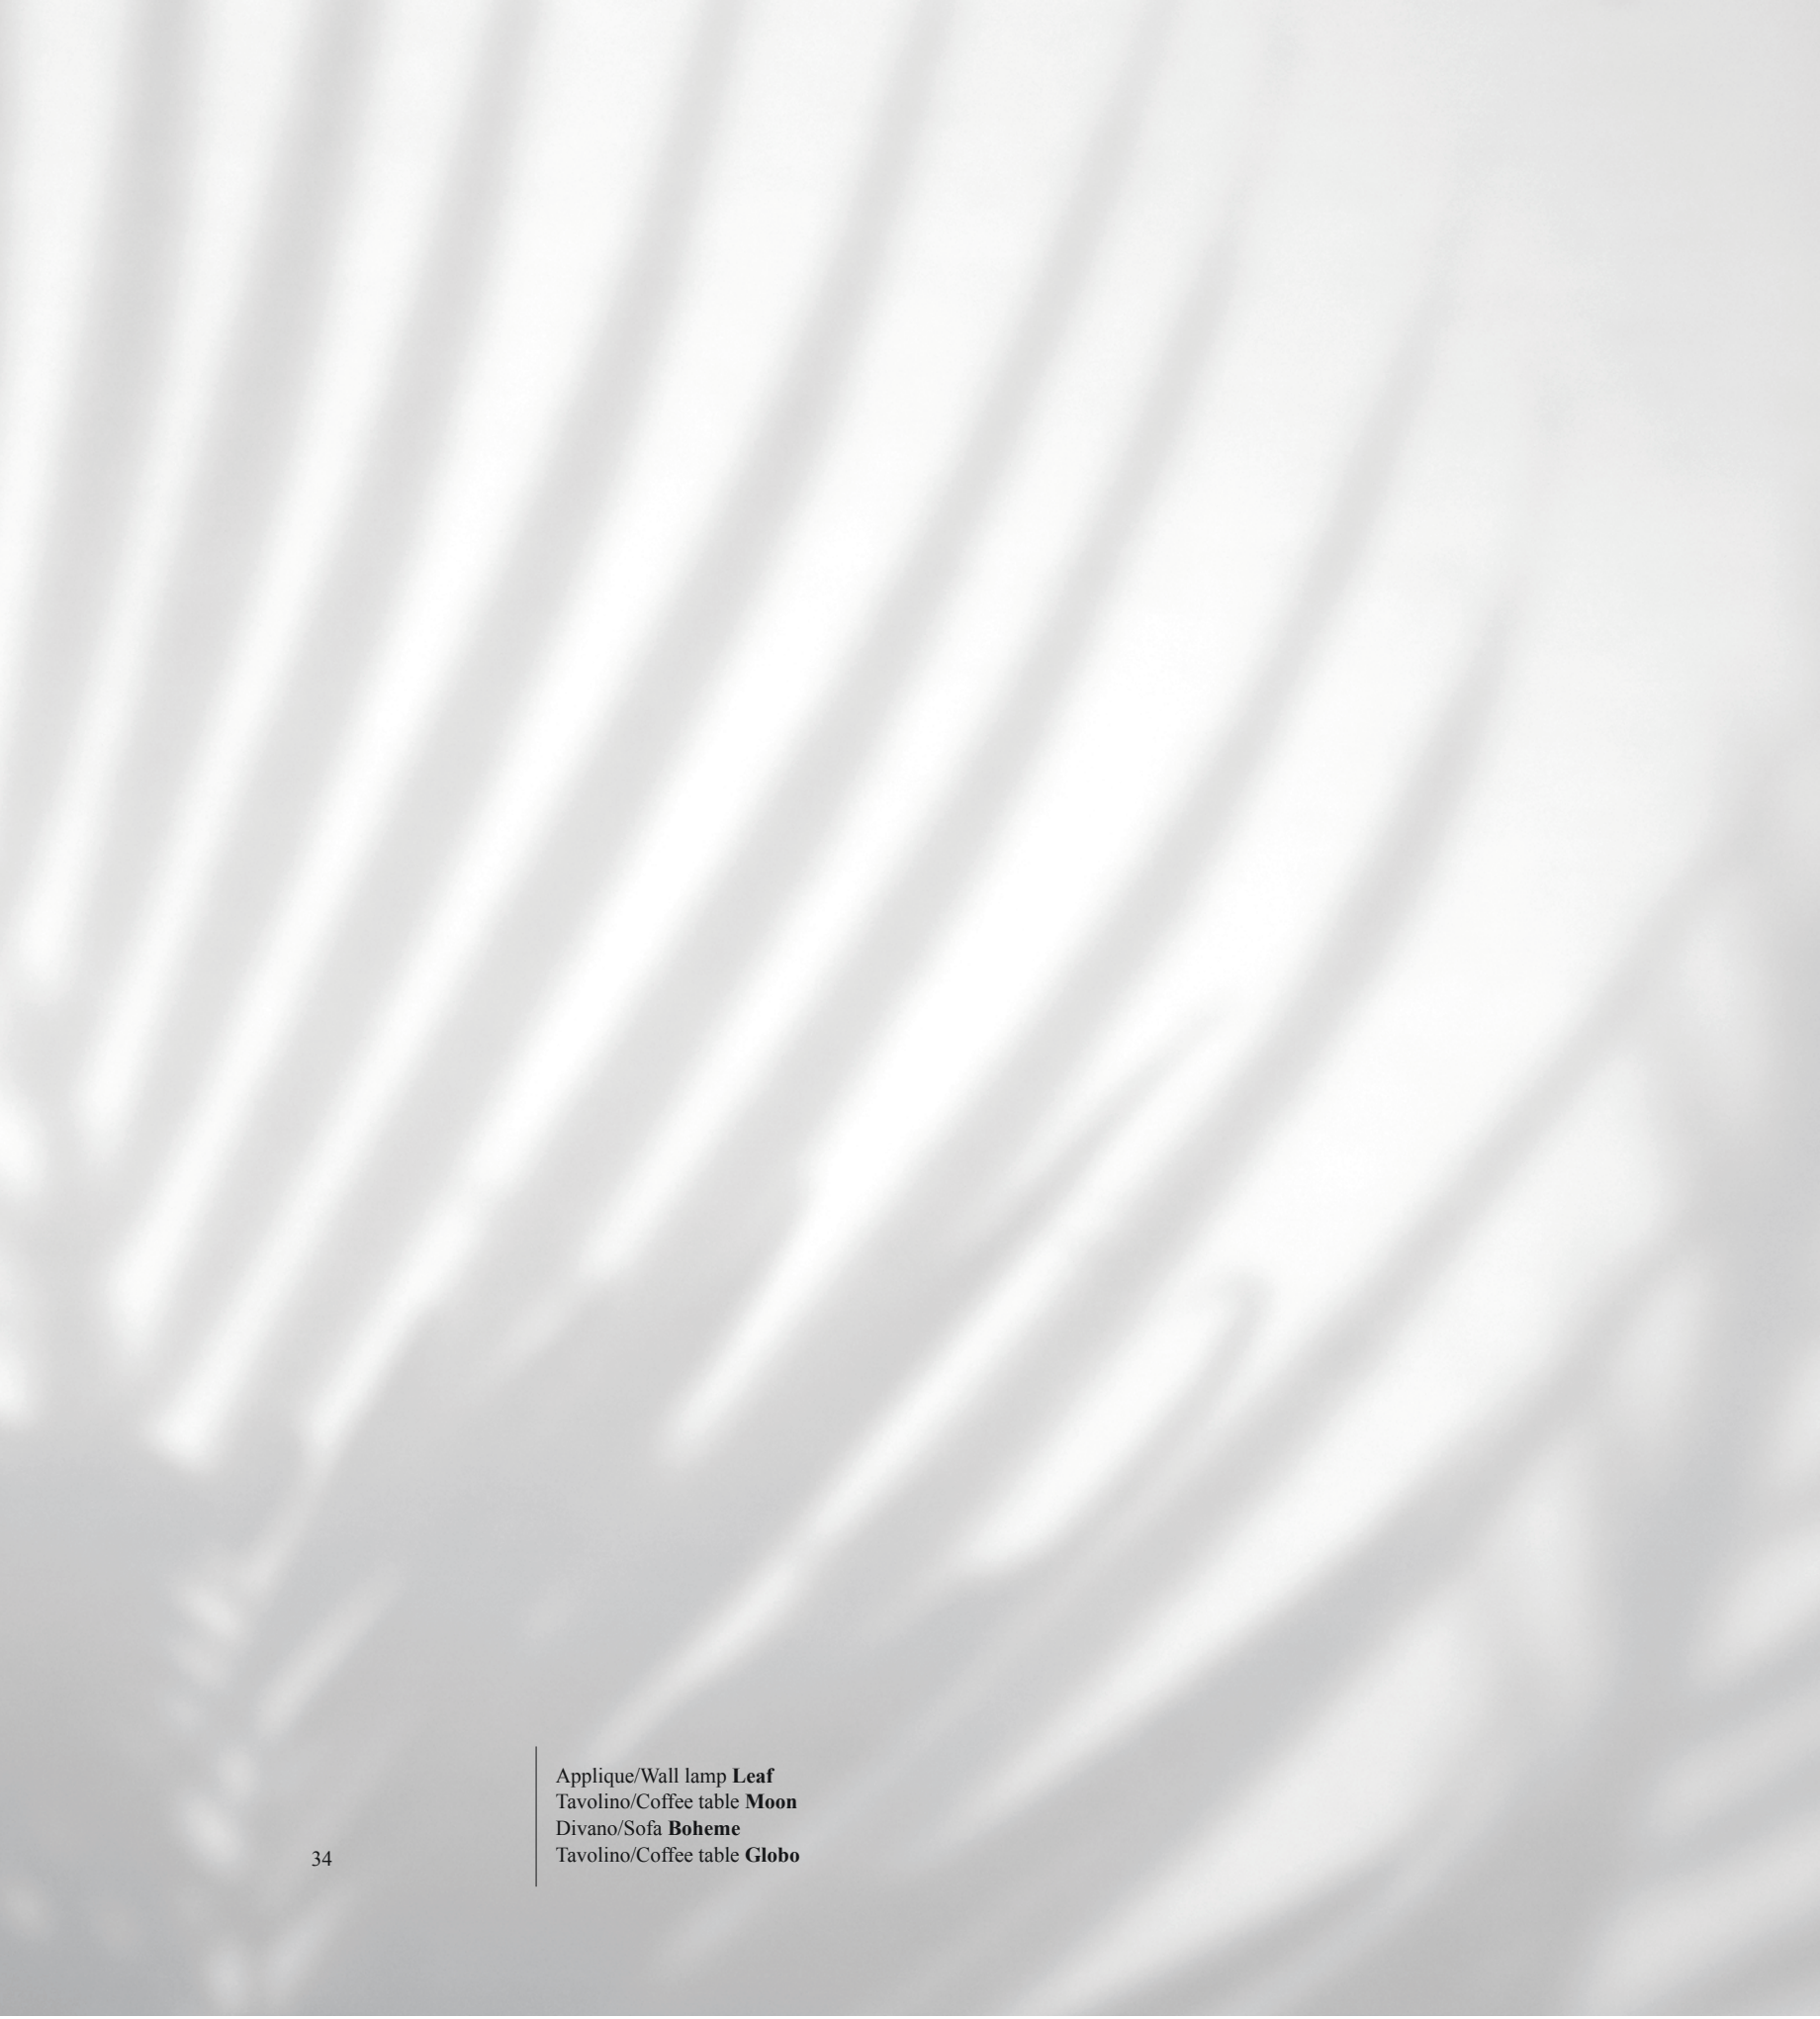 Applique/Wall lamp Leaf
Tavolino/Coffee table Moon
Divano/Sofa Boheme
Tavolino/Coffee table Globo
34